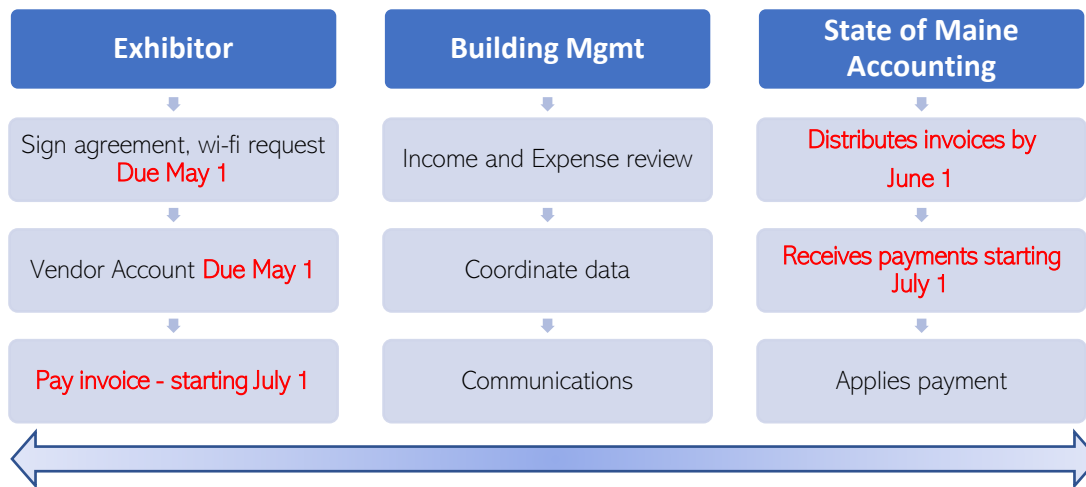 Exhibitor
Sign agreement, wi-fi request
Due May 1
Vendor Account Due May 1
Pay invoice - starting July 1
Building Mgmt
Income and Expense review
Coordinate data
Communications
State of Maine
Accounting
Distributes invoices by
June 1
Receives payments starting
July 1
Applies payment